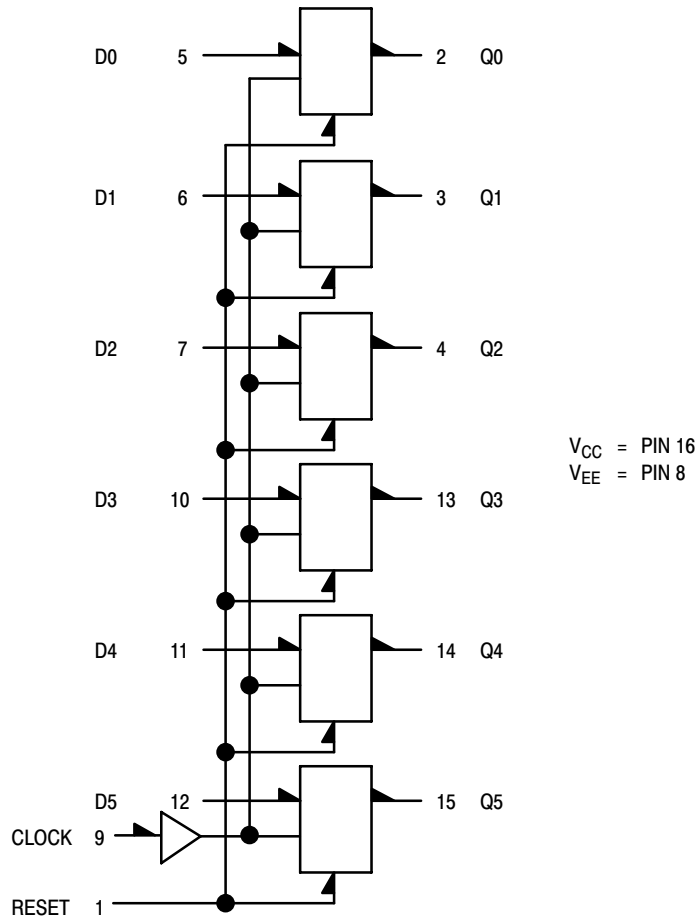 D0 5 2 Q0
D1 6 3 Q1
D2 7 4 Q2
VCC = PIN 16
VEE = PIN 8
D3 10 13 Q3
D4 11 14 Q4
D5 12 15 Q5
CLOCK 9
RESET 1